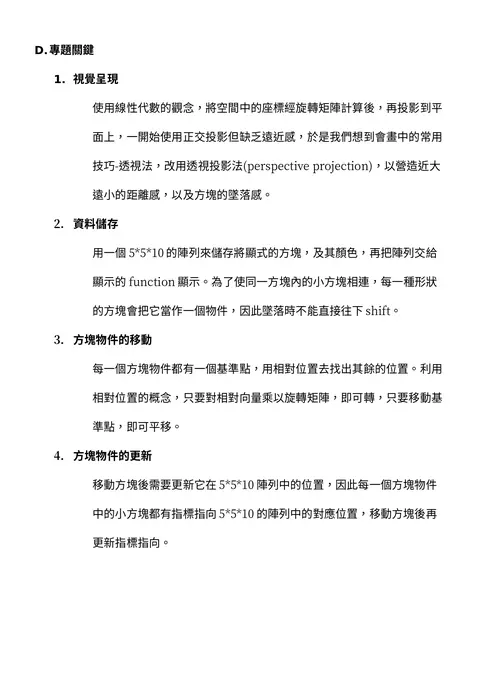 D.專題關鍵
1. 視覺呈現
使用線性代數的觀念，將空間中的座標經旋轉矩陣計算後，再投影到平
面上，一開始使用正交投影但缺乏遠近感，於是我們想到會畫中的常用
技巧-透視法，改用透視投影法(perspective projection)，以營造近大
遠小的距離感，以及方塊的墜落感。
2. 資料儲存
用一個 5*5*10 的陣列來儲存將顯式的方塊，及其顏色，再把陣列交給
顯示的 function 顯示。為了使同一方塊內的小方塊相連，每一種形狀
的方塊會把它當作一個物件，因此墜落時不能直接往下 shift。
3. 方塊物件的移動
每一個方塊物件都有一個基準點，用相對位置去找出其餘的位置。利用
相對位置的概念，只要對相對向量乘以旋轉矩陣，即可轉，只要移動基
準點，即可平移。
4. 方塊物件的更新
移動方塊後需要更新它在 5*5*10 陣列中的位置，因此每一個方塊物件
中的小方塊都有指標指向 5*5*10 的陣列中的對應位置，移動方塊後再
更新指標指向。